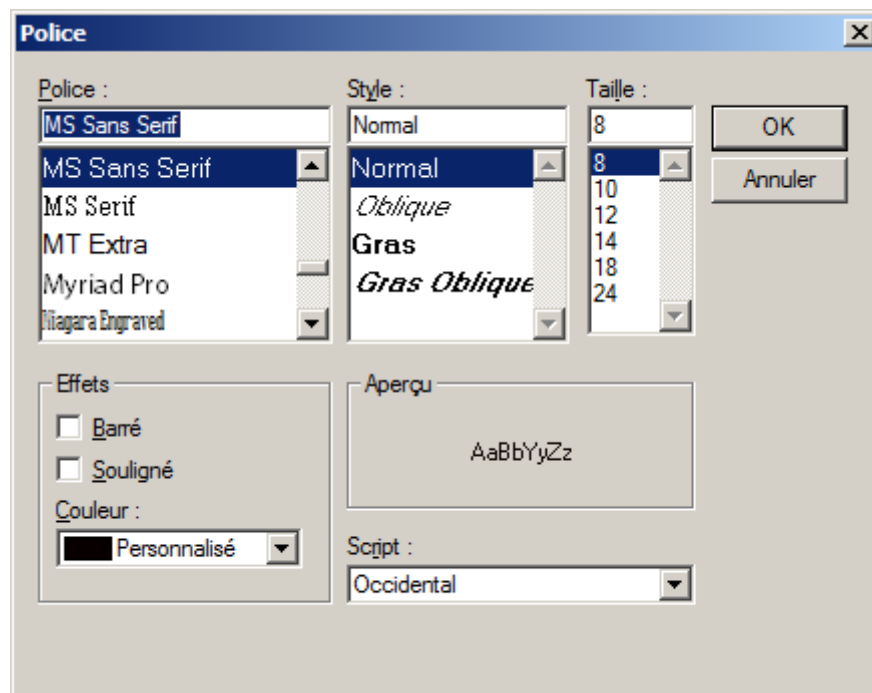 Police
Police :
Style :
Taille :
MS Sans Serif
Normal
8
OK
MS Sans Serif
MS Serif
MT Extra
Myriad Pro
Niagara Engraved
Normal
Oblique
Gras
Gras Oblique
8
10
12
14
18
24
Annuler
Effets
Barré
Souligné
Couleur :
Personnalisé
Aperçu
AaBbYyZz
Script :
Occidental